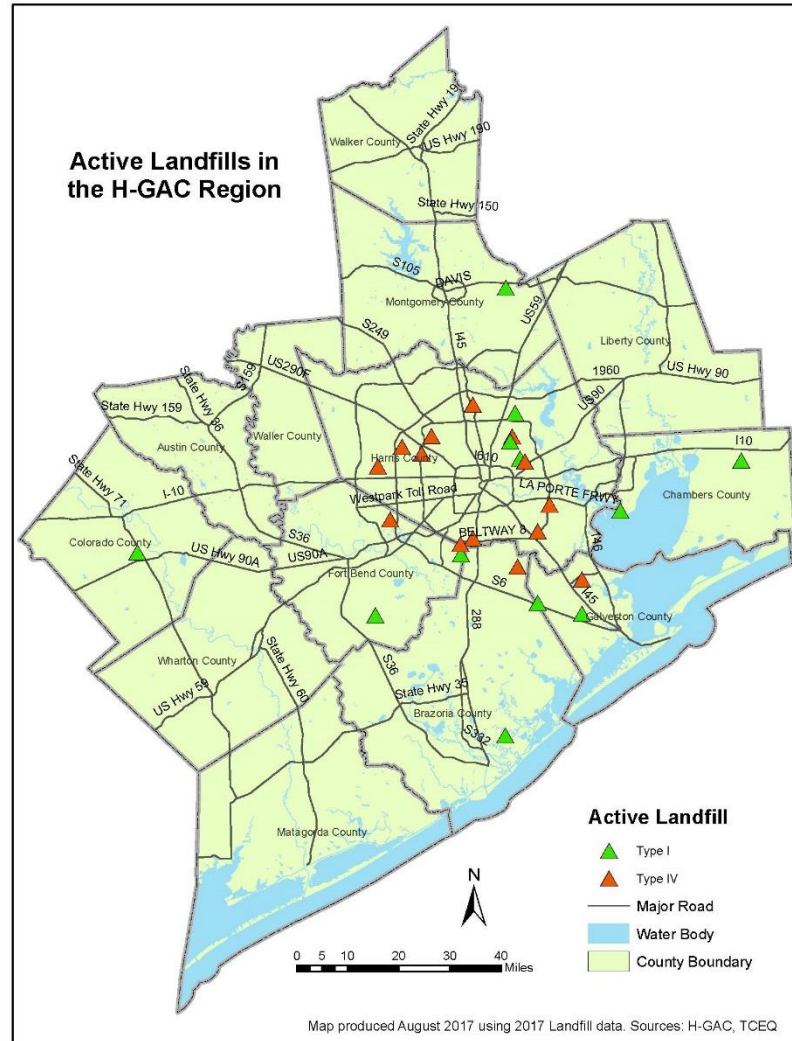 Active Landfills in
the H-GAC Region
Walker County
State Hwy 19
US Hwy 190
State Hwy 150
S105
DAVIS
Montgomery County
US59
S249
I45
Liberty County
S159
US290F
1960
US90
US Hwy 90
State Hwy 159
State Hwy 36
Austin County
Waller County
Harris County
I610
I10
State Hwy 71
I-10
Westpark Toll Road
LA PORTE FRWY
Chambers County
Colorado County
US Hwy 90A
S36
US90A
BELTWAY 8
Fort Bend County
S6
I45
Galveston County
288
Wharton County
State Hwy 60
S36
US Hwy 59
State Hwy 35
Brazoria County
S332
Matagorda County
Active Landfill
Type I
Type IV
Major Road
Water Body
County Boundary
N
0 5 10 20 30 40
Miles
Map produced August 2017 using 2017 Landfill data. Sources: H-GAC, TCEQ